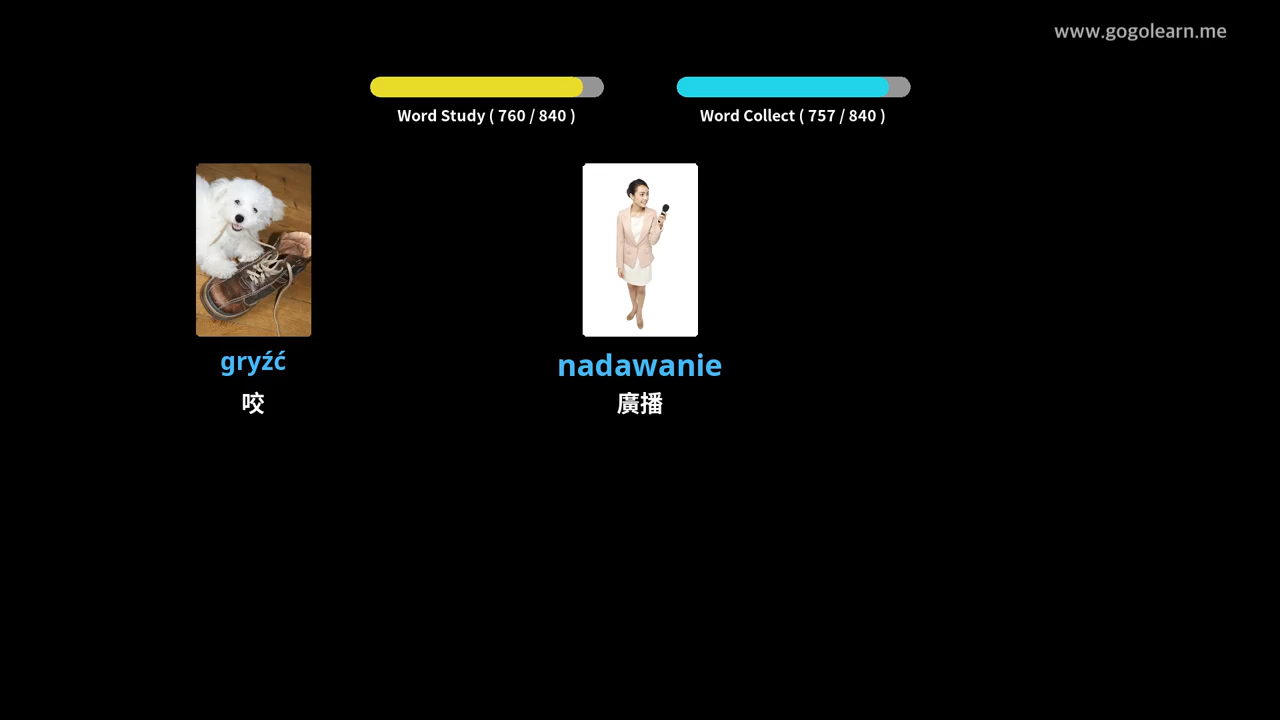 www.gogolearn.me
Word Study ( 760 / 840 )
Word Collect ( 757 / 840 )
gryźć
咬
nadawanie
廣播